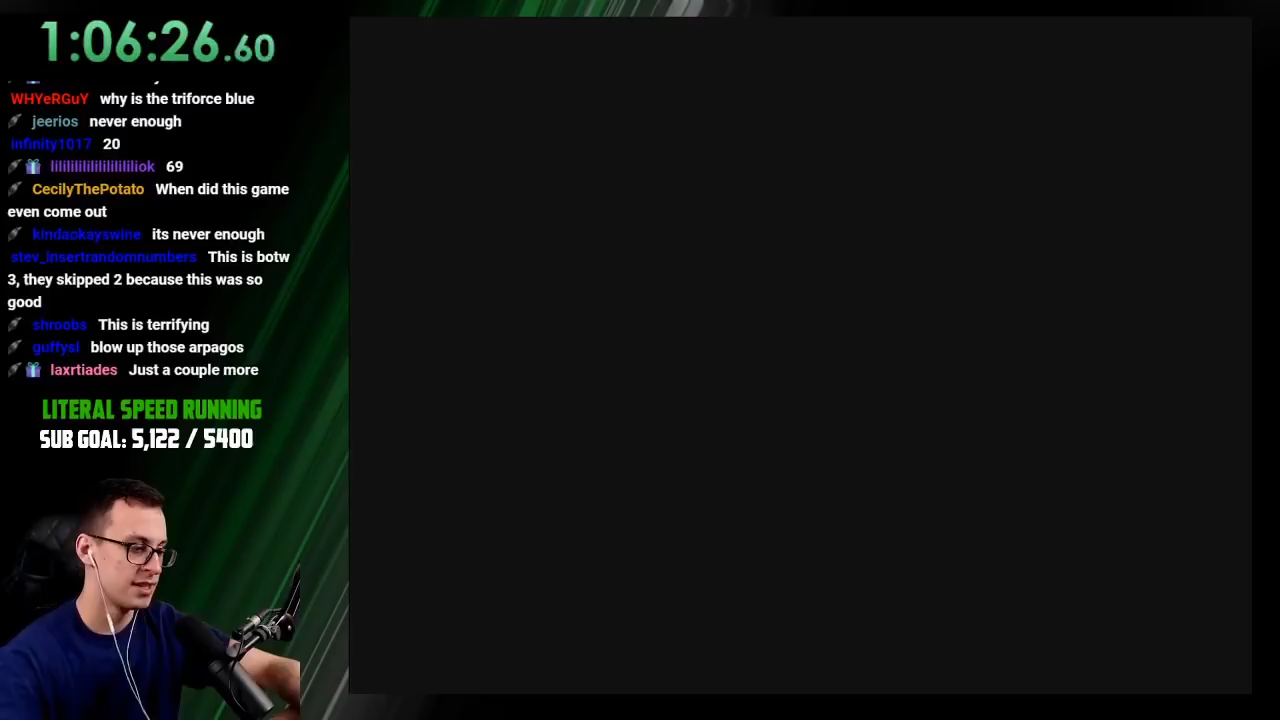 1:06:26.60
WHYeRGuY why is the triforce blue
jeerios never enough
infinity1017 20
69
CecilyThePotato When did this game
even come out
kindaokayswine its never enough
stev_insertrandomnumbers This is botw
3, they skipped 2 because this was so
good
shroobs This is terrifying
guffysl blow up those arpagos
laxrtiades Just a couple more
LITERAL SPEED RUNNING
SUB GOAL: 5,122 / 5400